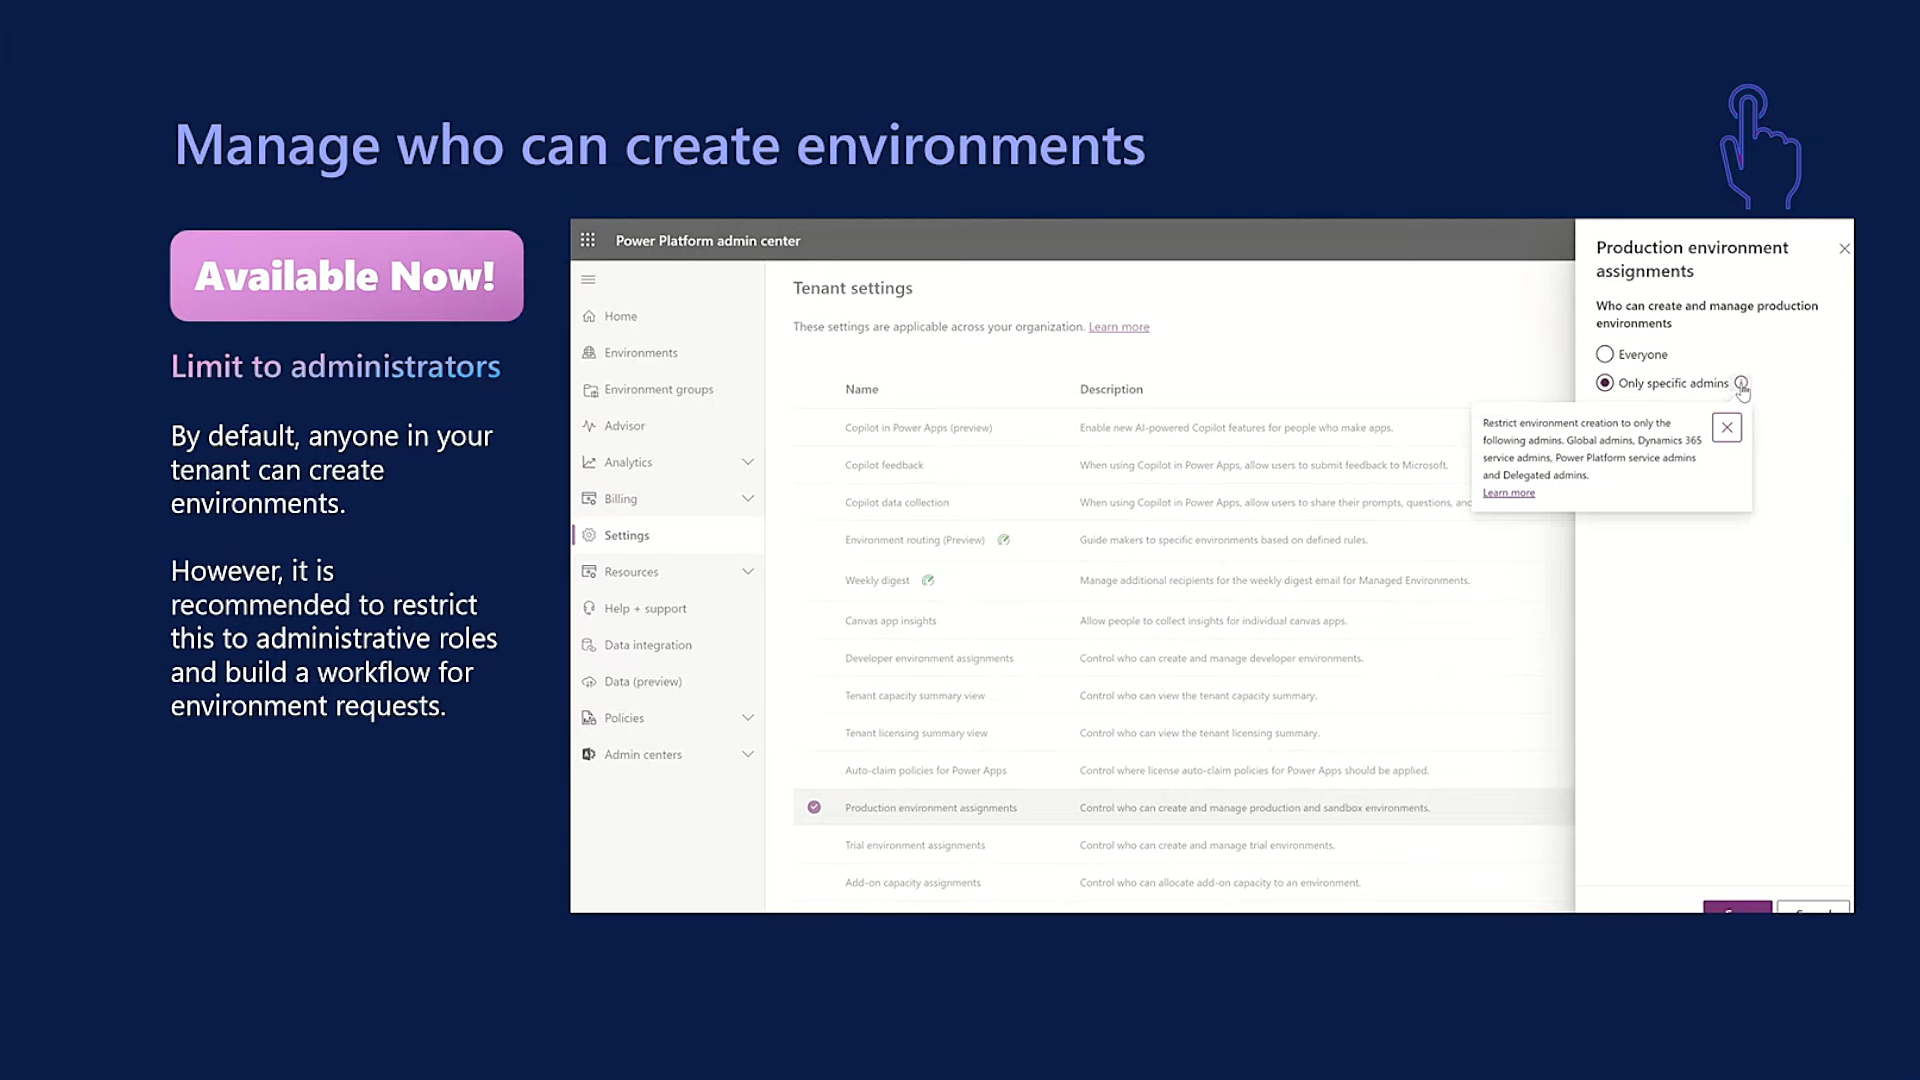 Manage who can create environments
Available Now!
Limit to administrators
By default, anyone in your
tenant can create
environments.
However, it is
recommended to restrict
this to administrative roles
and build a workflow for
environment requests.
Power Platform admin center
Home
Environments
Environment groups
Advisor
Analytics
Billing
Settings
Resources
Help + support
Data integration
Data (preview)
Policies
Admin centers
Tenant settings
These settings are applicable across your organization. Learn more
Name Description
Copilot in Power Apps (preview) Enable new AI-powered Copilot features for people who make apps.
Copilot feedback When using Copilot in Power Apps, allow users to submit feedback to Microsoft.
Copilot data collection When using Copilot in Power Apps, allow users to share their prompts, questions, and
Environment routing (Preview) Guide makers to specific environments based on defined rules.
Weekly digest Manage additional recipients for the weekly digest email for Managed Environments.
Canvas app insights Allow people to collect insights for individual canvas apps.
Developer environment assignments Control who can create and manage developer environments.
Tenant capacity summary view Control who can view the tenant capacity summary.
Tenant licensing summary view Control who can view the tenant licensing summary.
Auto-claim policies for Power Apps Control where license auto-claim policies for Power Apps should be applied.
Production environment assignments Control who can create and manage production and sandbox environments.
Trial environment assignments Control who can create and manage trial environments.
Add-on capacity assignments Control who can allocate add-on capacity to an environment.
Production environment
assignments
Who can create and manage production
environments
Everyone
Only specific admins
Restrict environment creation to only the
following admins. Global admins, Dynamics 365
service admins, Power Platform service admins
and Delegated admins.
Learn more